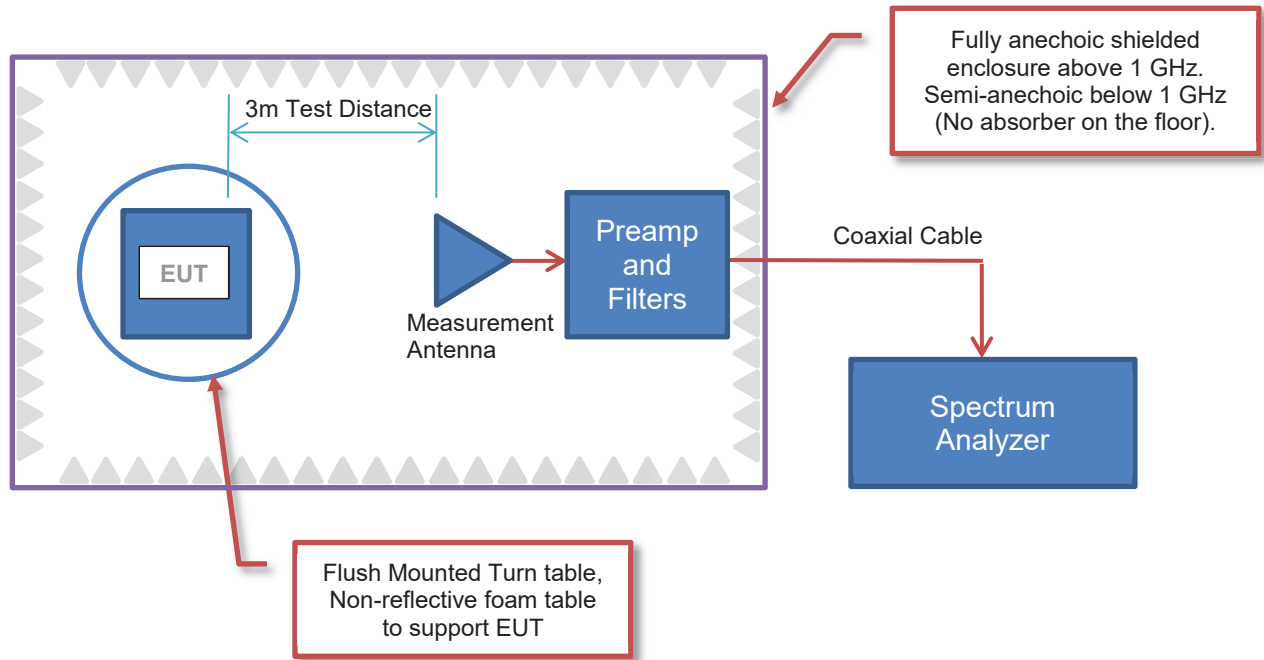 Fully anechoic shielded
enclosure above 1 GHz.
Semi-anechoic below 1 GHz
(No absorber on the floor).
3m Test Distance
EUT
Measurement
Antenna
Preamp
and
Filters
Coaxial Cable
Spectrum
Analyzer
Flush Mounted Turn table,
Non-reflective foam table
to support EUT